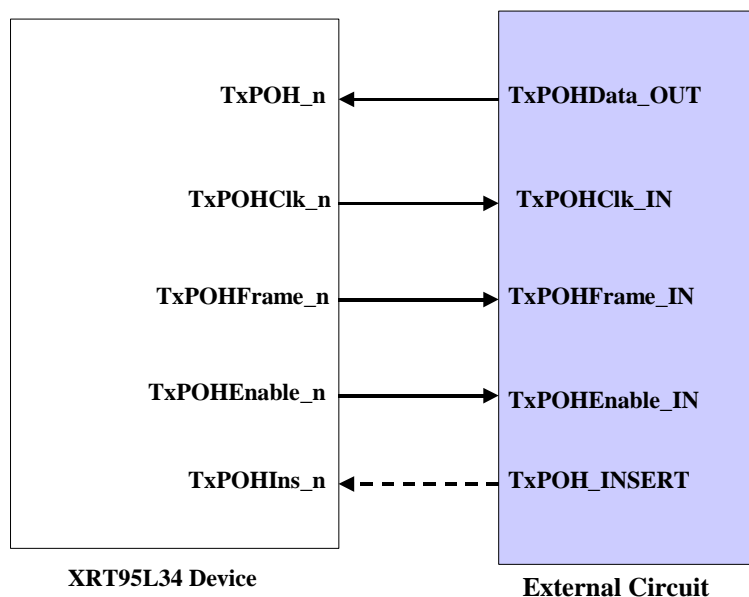 TxPOH_n
TxPOHData_OUT
TxPOHClk_n
TxPOHClk_IN
TxPOHFrame_n
TxPOHFrame_IN
TxPOHEnable_n
TxPOHEnable_IN
TxPOHIns_n
TxPOH_INSERT
XRT95L34 Device
External Circuit